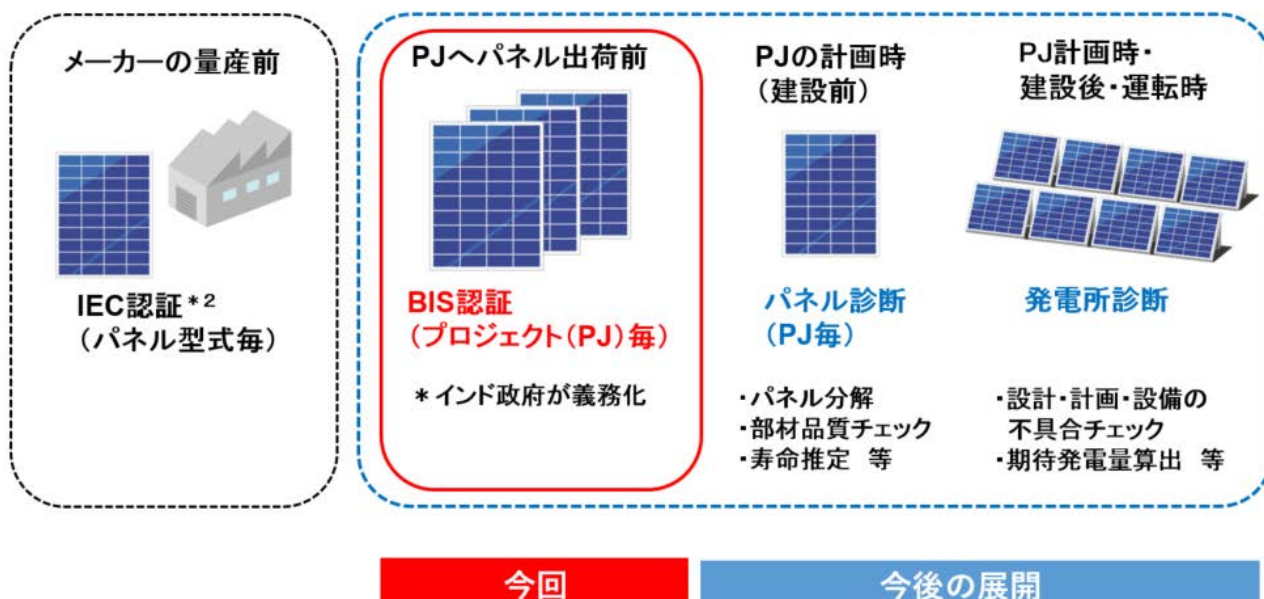 メーカーの量産前
IEC認証*2
(パネル型式毎)
PJへパネル出荷前
BIS認証
(プロジェクト(PJ)毎)
*インド政府が義務化
PJの計画時
(建設前)
パネル診断
(PJ毎)
・パネル分解
・部材品質チェック
・寿命推定 等
PJ計画時・
建設後・運転時
発電所診断
・設計・計画・設備の
不具合チェック
・期待発電量算出 等
今回
今後の展開